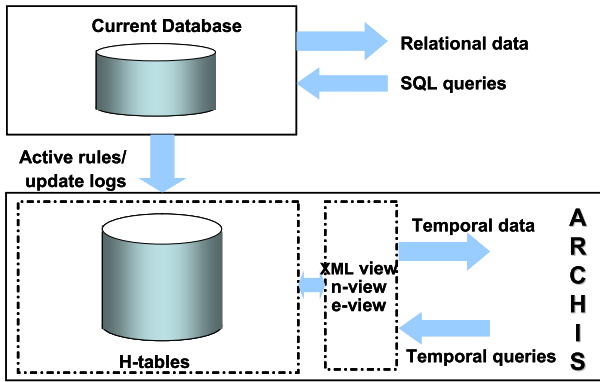 Current Database
Relational data
SQL queries
Active rules/
update logs
Temporal data
XML view
n-view
e-view
Temporal queries
H-tables
A
R
C
H
I
S